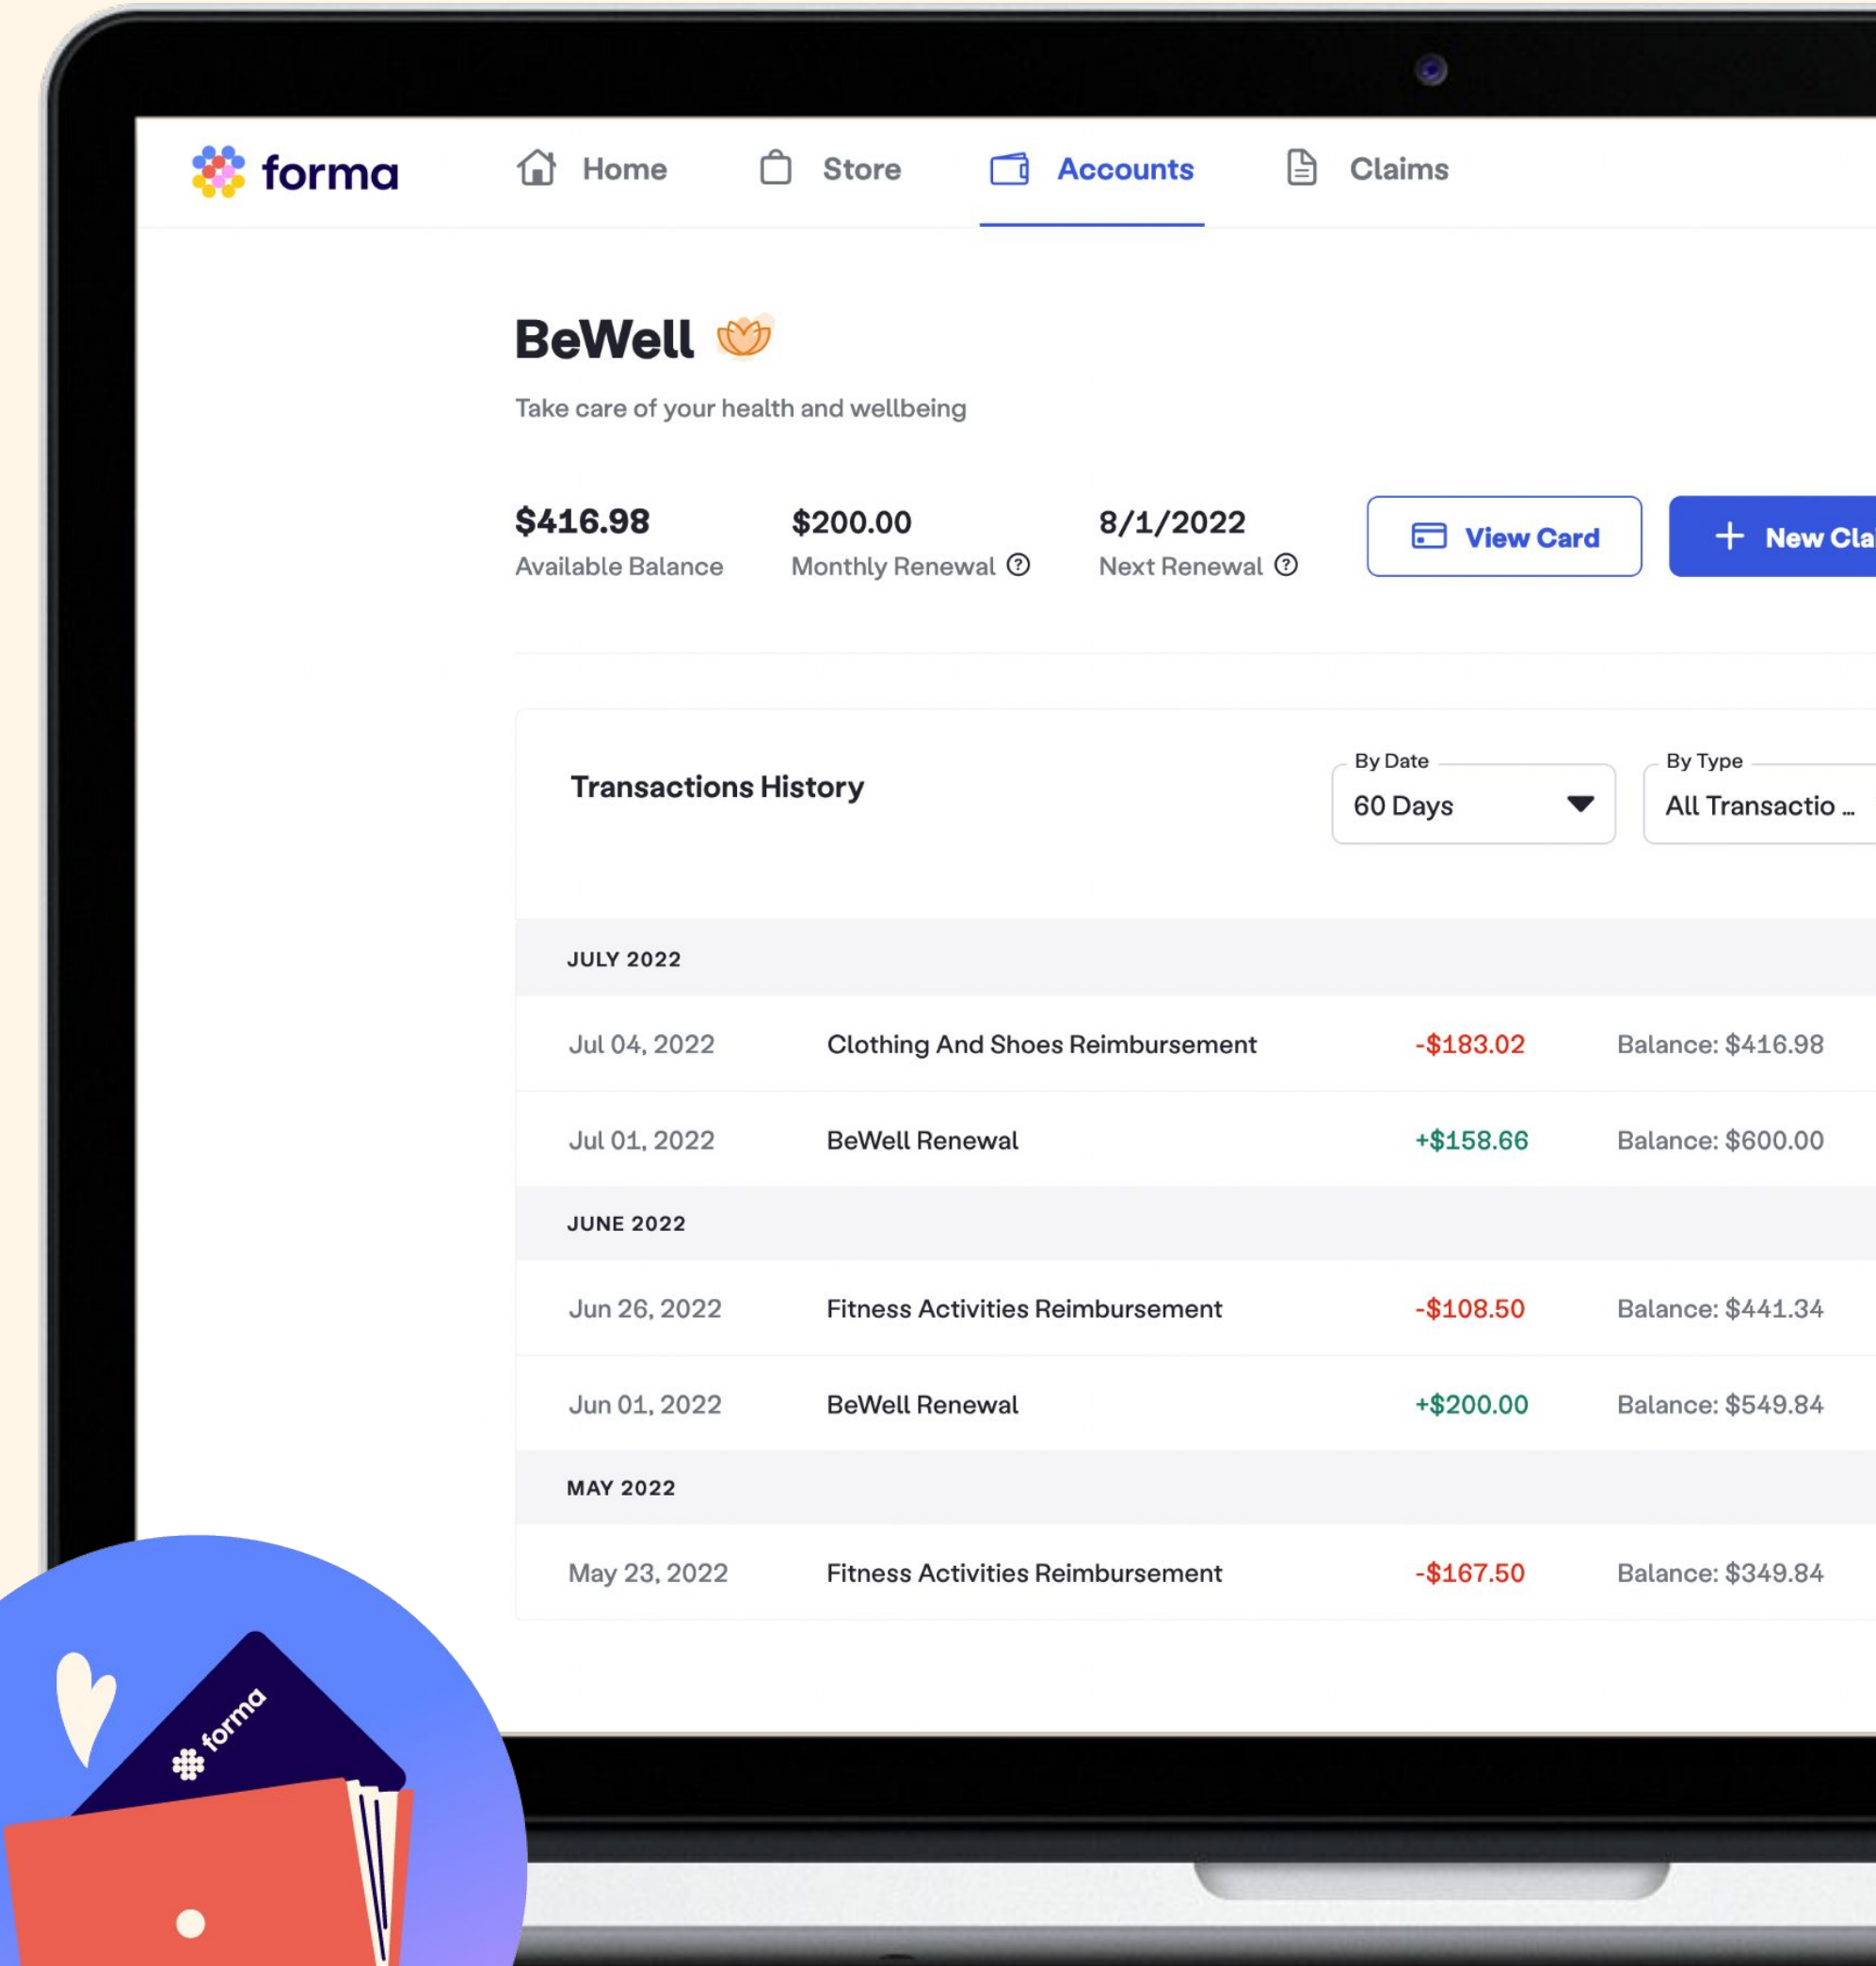 forma
Home Store Accounts Claims
BeWell
Take care of your health and wellbeing
$416.98 $200.00 8/1/2022 View Card + New Clai
Available Balance Monthly Renewal ? Next Renewal ?
By Date By Type
Transactions History 60 Days All Transactio ...
JULY 2022
Jul 04, 2022 Clothing And Shoes Reimbursement -$183.02 Balance: $416.98
Jul 01, 2022 BeWell Renewal +$158.66 Balance: $600.00
JUNE 2022
Jun 26, 2022 Fitness Activities Reimbursement -$108.50 Balance: $441.34
Jun 01, 2022 BeWell Renewal +$200.00 Balance: $549.84
MAY 2022
May 23, 2022 Fitness Activities Reimbursement -$167.50 Balance: $349.84
forma